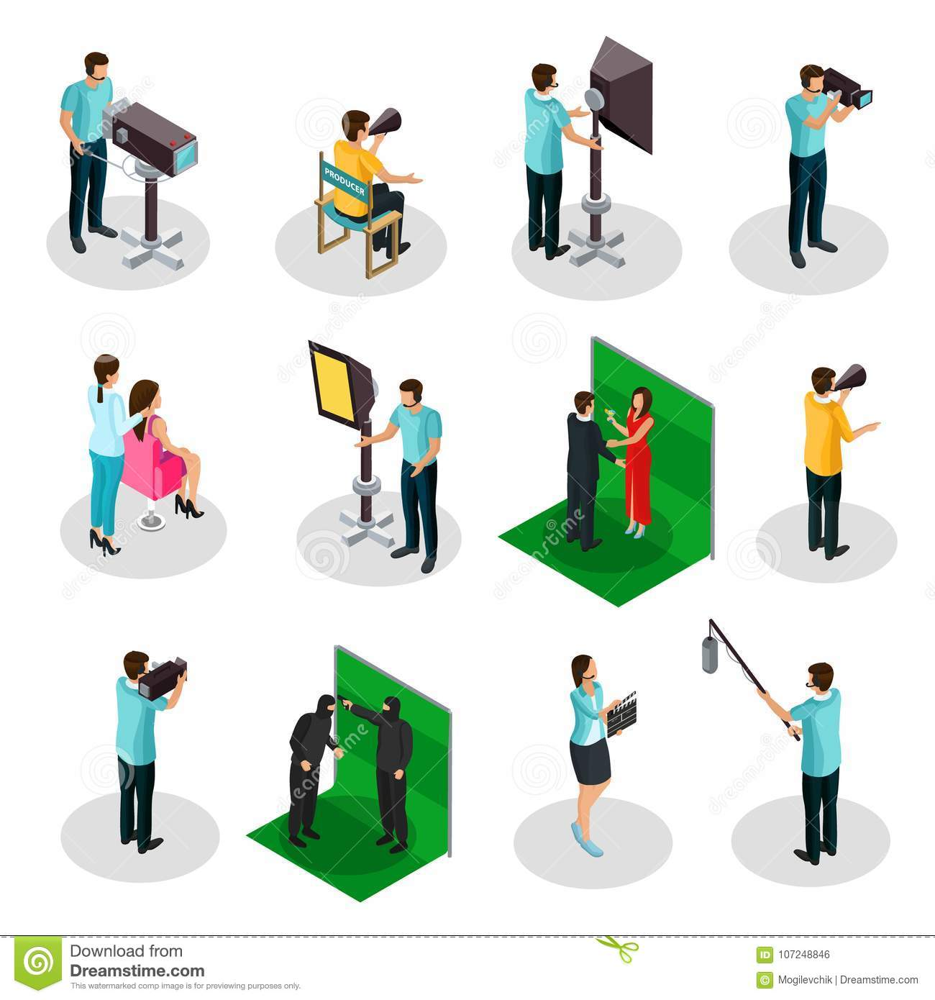 PRODUCER
Download from
Dreamstime.com
This watermarked comp image is for previewing purposes only.
ID 107248846
© Mogilevchik | Dreamstime.com
dreamstime